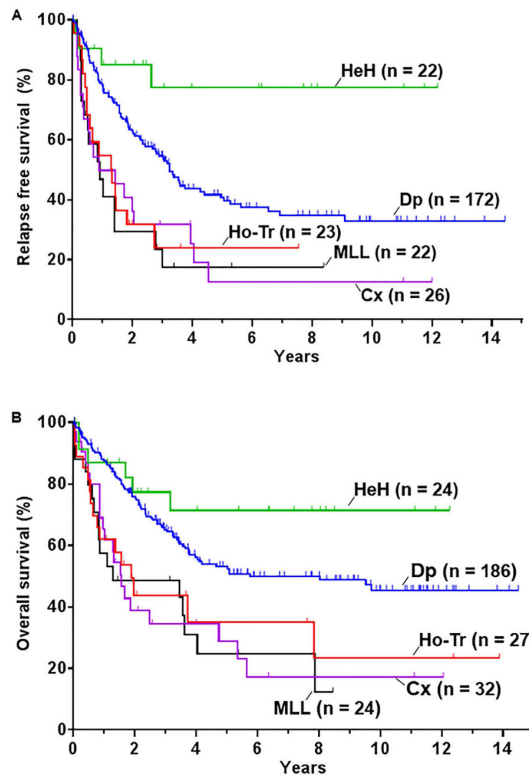 A
Relapse free survival (%)
100
80
60
40
20
0
HeH (n = 22)
Dp (n = 172)
Ho-Tr (n = 23)
MLL (n = 22)
Cx (n = 26)
0 2 4 6 8 10 12 14
Years
B
Overall survival (%)
100
80
60
40
20
0
HeH (n = 24)
Dp (n = 186)
Ho-Tr (n = 27
Cx (n = 32)
MLL (n = 24)
0 2 4 6 8 10 12 14
Years